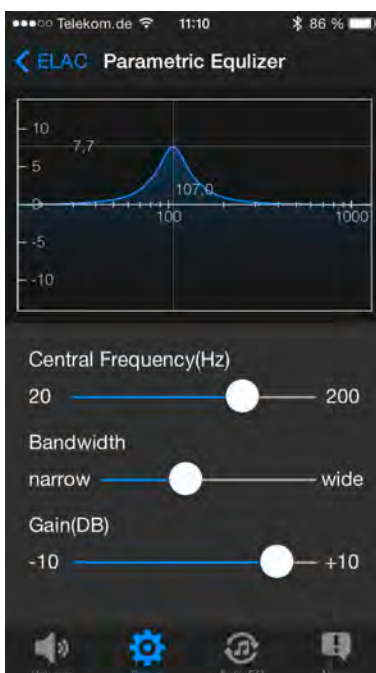 Telekom.de 11:10 86 %
ELAC Parametric Equlizer
10
7,7
5
107,0
0
100 1000
-5
-10
Central Frequency(Hz)
20 200
Bandwidth
narrow wide
Gain(DB)
-10 +10